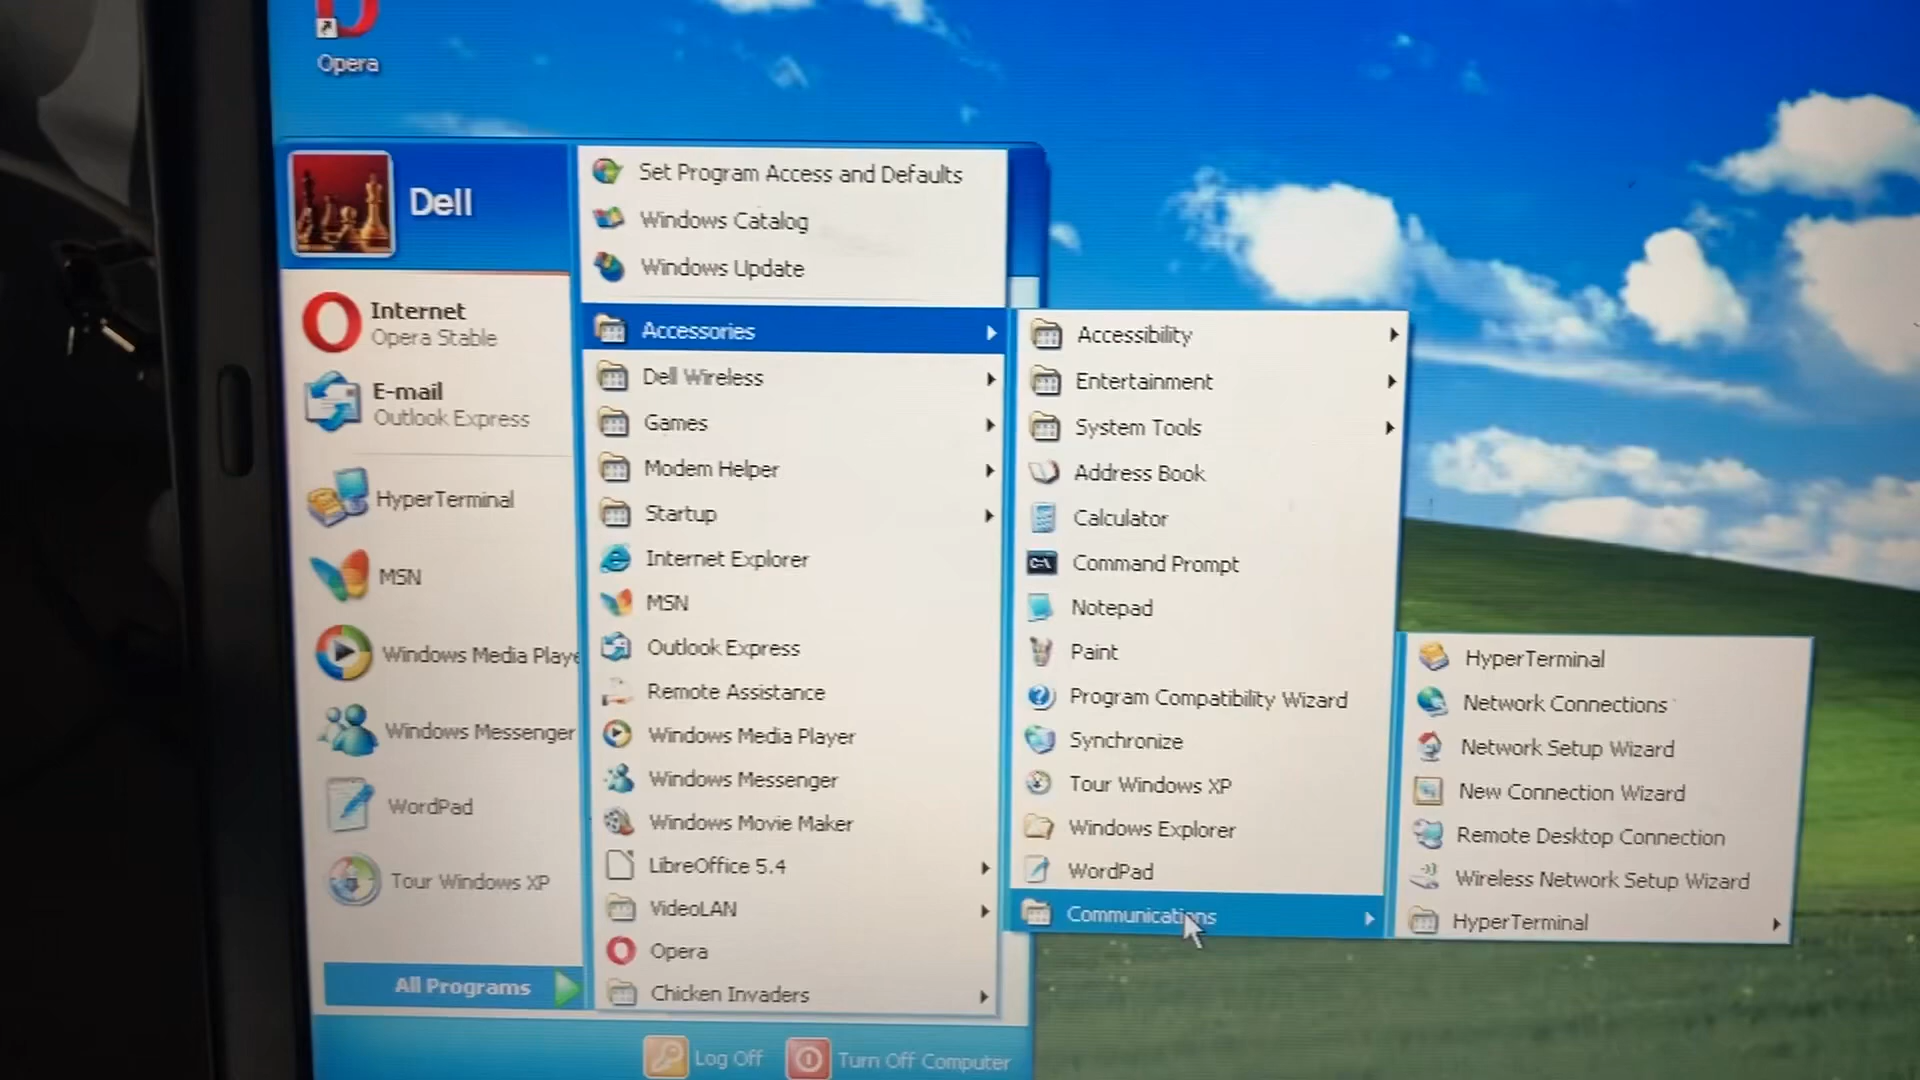 Opera
Dell
Internet
Opera Stable
E-mail
Outlook Express
HyperTerminal
MSN
Windows Media Playe
Windows Messenger
WordPad
Tour Windows XP
All Programs
Set Program Access and Defaults
Windows Catalog
Windows Update
Accessories
Dell Wireless
Games
Modem Helper
Startup
Internet Explorer
MSN
Outlook Express
Remote Assistance
Windows Media Player
Windows Messenger
Windows Movie Maker
LibreOffice 5.4
VideoLAN
Opera
Chicken Invaders
Accessibility
Entertainment
System Tools
Address Book
Calculator
C:\
Command Prompt
Notepad
Paint
Program Compatibility Wizard
Synchronize
Tour Windows XP
Windows Explorer
WordPad
Communications
HyperTerminal
Network Connections
Network Setup Wizard
New Connection Wizard
Remote Desktop Connection
Wireless Network Setup Wizard
HyperTerminal
Log Off
Turn Off Computer